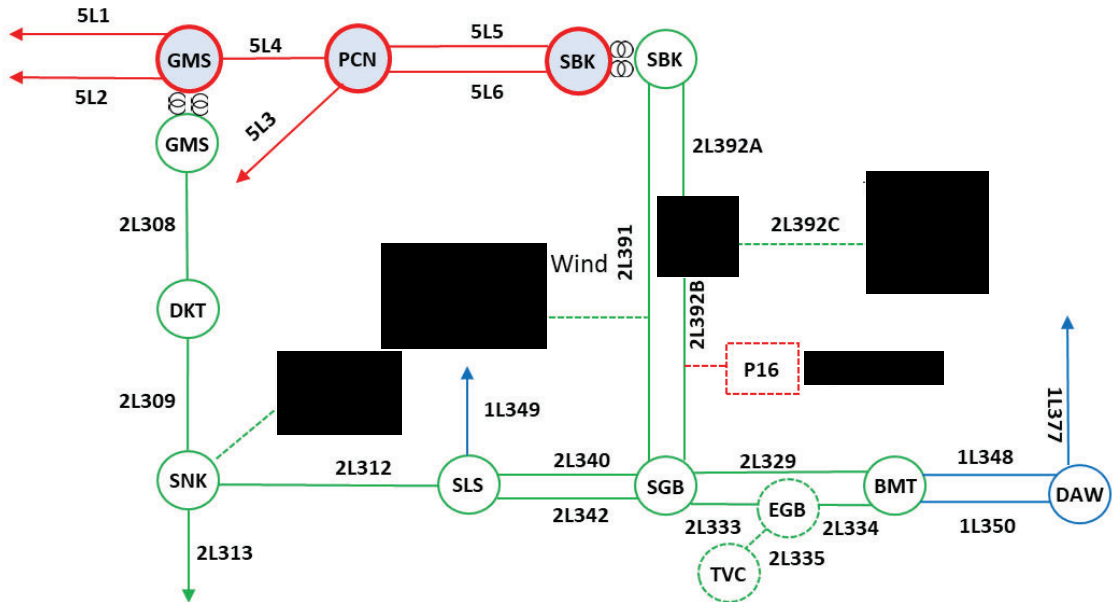 5L1
GMS
5L4
PCN
5L5
SBK
SBK
5L2
5L6
5L3
GMS
2L392A
2L308
2L392C
2L391
Wind
DKT
2L392B
P16
2L309
1L349
1L377
SNK
2L312
SLS
2L340
2L342
SGB
2L329
BMT
1L348
DAW
1L350
EGB
2L333
2L334
2L313
2L335
TVC